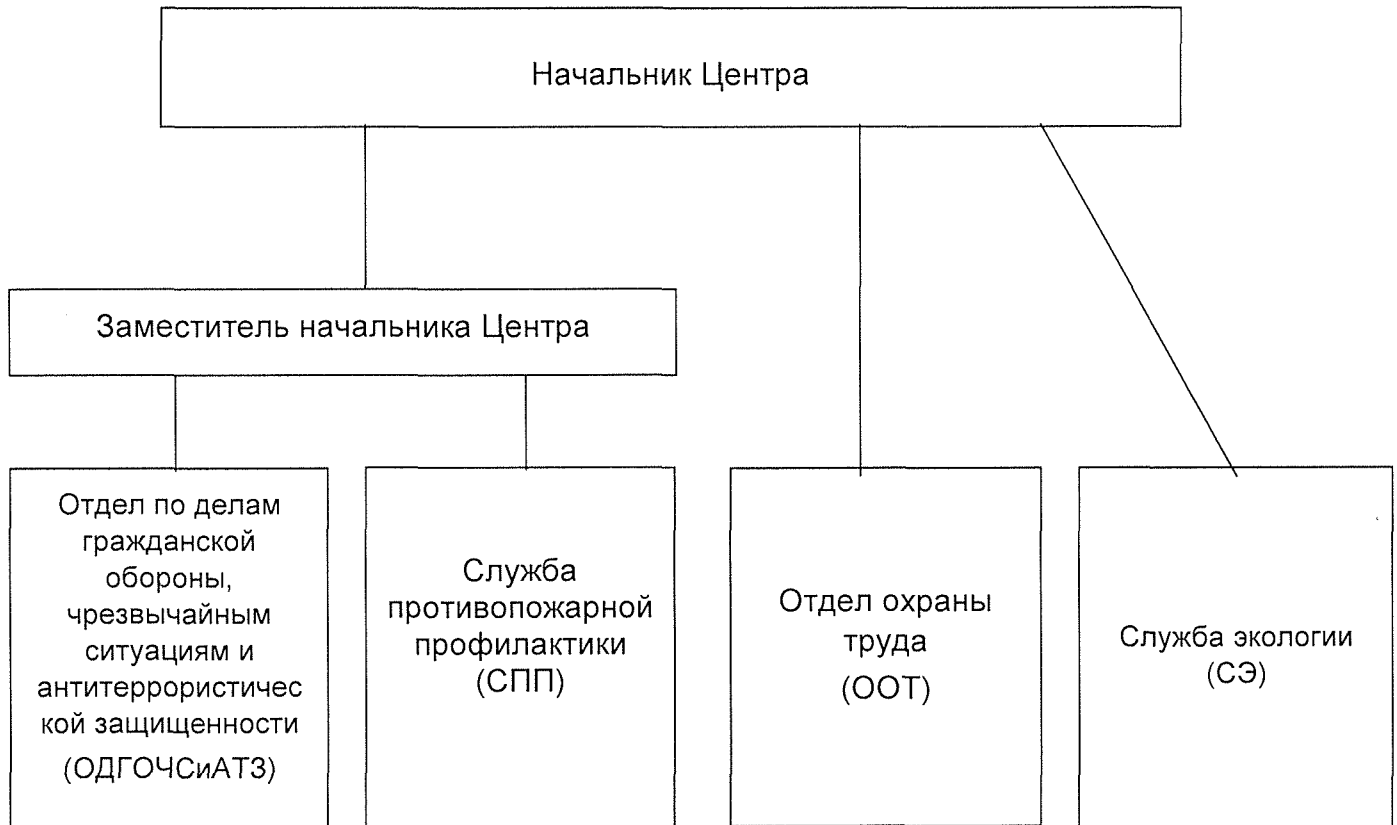 Начальник Центра
Заместитель начальника Центра
Отдел по делам
гражданской
обороны,
чрезвычайным
ситуациям и
антитеррористичес
кой защищенности
(ОДГОЧСиАТЗ)
Служба
противопожарной
профилактики
(СПП)
Отдел охраны
труда
(ООТ)
Служба экологии
(СЭ)